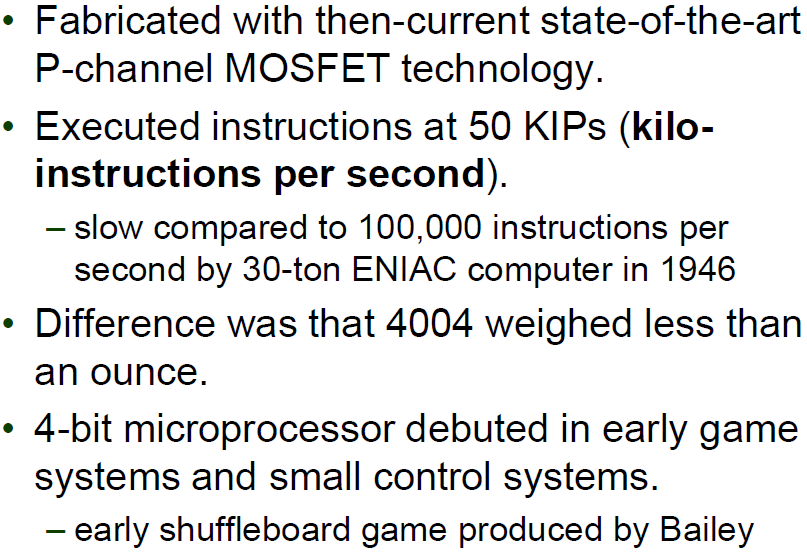 • Fabricated with then-current state-of-the-art
P-channel MOSFET technology.
• Executed instructions at 50 KIPs (kilo-
instructions per second).
– slow compared to 100,000 instructions per
second by 30-ton ENIAC computer in 1946
• Difference was that 4004 weighed less than
an ounce.
• 4-bit microprocessor debuted in early game
systems and small control systems.
– early shuffleboard game produced by Bailey